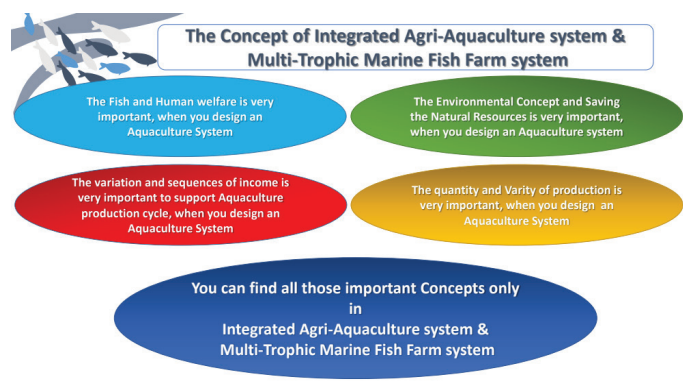 The Concept of Integrated Agri-Aquaculture system &
Multi-Trophic Marine Fish Farm system
The Fish and Human welfare is very
important, when you design an
Aquaculture System
The Environmental Concept and Saving
the Natural Resources is very important,
when you design an Aquaculture system
The variation and sequences of income is
very important to support Aquaculture
production cycle, when you design an
Aquaculture System
The quantity and Varity of production is
very important, when you design an
Aquaculture System
You can find all those important Concepts only
in
Integrated Agri-Aquaculture system &
Multi-Trophic Marine Fish Farm system